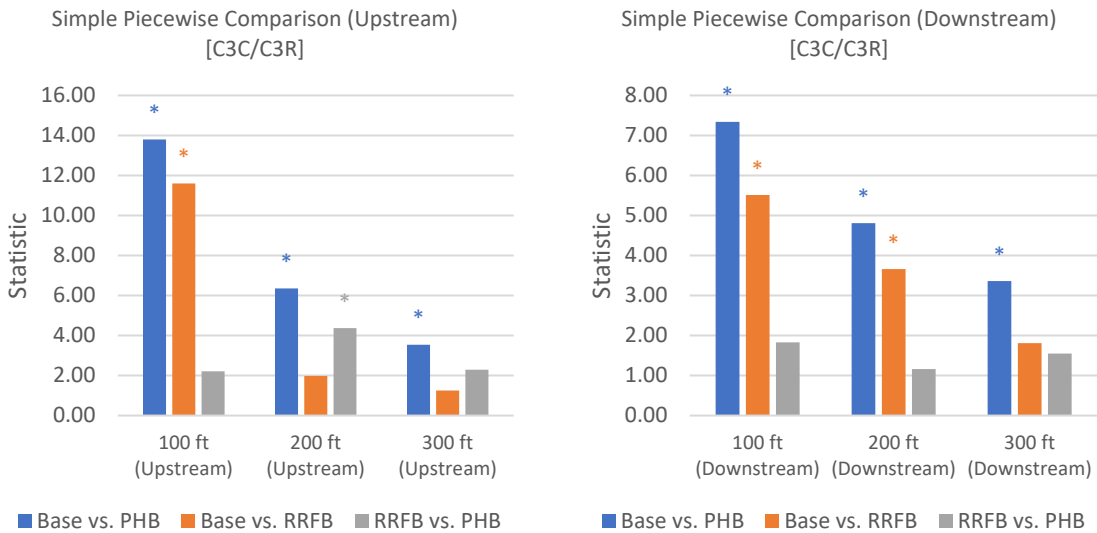 Simple Piecewise Comparison (Upstream)
[C3C/C3R]
16.00
14.00
12.00
10.00
8.00
6.00
4.00
2.00
0.00
Statistic
*
*
*
*
*
100 ft
(Upstream)
200 ft
(Upstream)
300 ft
(Upstream)
Base vs. PHB
Base vs. RRFB
RRFB vs. PHB
Simple Piecewise Comparison (Downstream)
[C3C/C3R]
8.00
7.00
6.00
5.00
4.00
3.00
2.00
1.00
0.00
Statistic
*
*
*
*
*
100 ft
(Downstream)
200 ft
(Downstream)
300 ft
(Downstream)
Base vs. PHB
Base vs. RRFB
RRFB vs. PHB